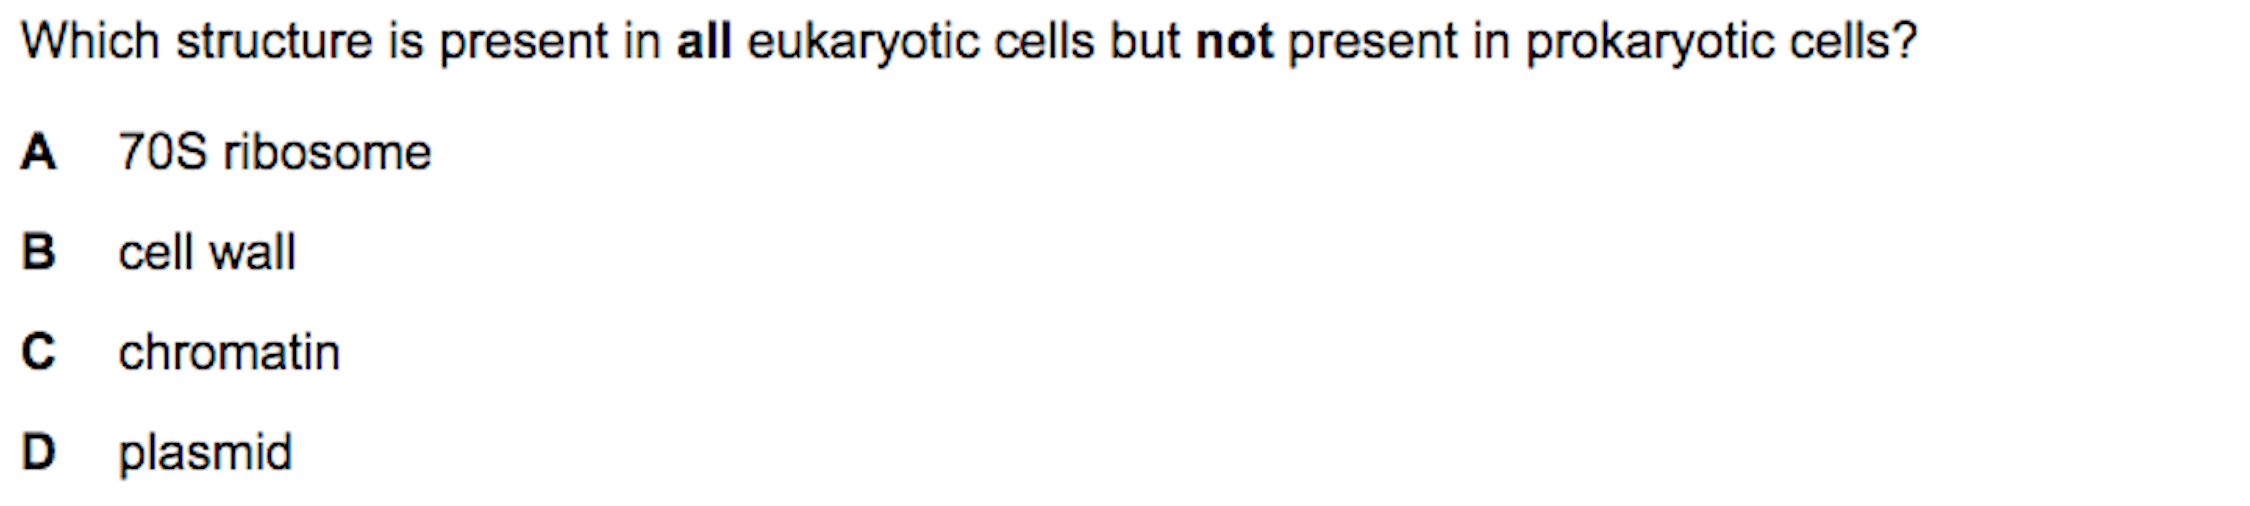 Which structure is present in all eukaryotic cells but not present in prokaryotic cells?
A 70S ribosome
B cell wall
C chromatin
D plasmid